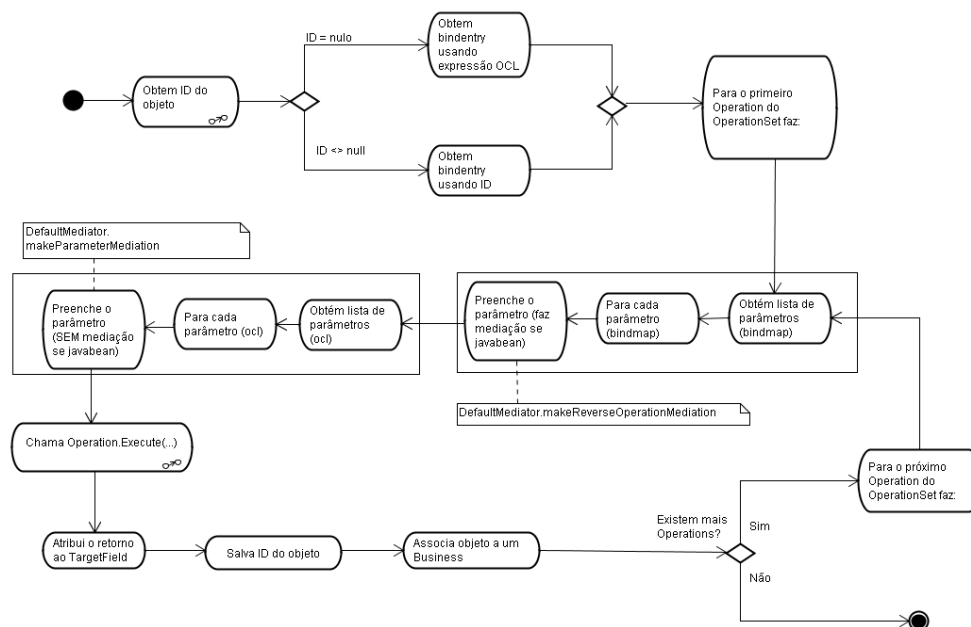 ID = nulo
Obtem
bindentry
usando
expressão OCL
Obtem ID do
objeto
Para o primeiro
Operation do
OperationSet faz:
ID <> null
Obtem
bindentry
usando ID
DefaultMediator.
makeParameterMediation
Preenche o
parâmetro
(SEM mediação
se javabean)
Para cada
parâmetro (ocl)
Obtém lista de
parâmetros
(ocl)
Preenche o
parâmetro (faz
mediação se
javabean)
Para cada
parâmetro
(bindmap)
Obtém lista de
parâmetros
(bindmap)
DefaultMediator.makeReverseOperationMediation
Chama Operation.Execute(...)
Para o próximo
Operation do
OperationSet faz:
Existem mais
Operations?
Sim
Atribui o retorno
ao TargetField
Salva ID do objeto
Associa objeto a um
Business
Não